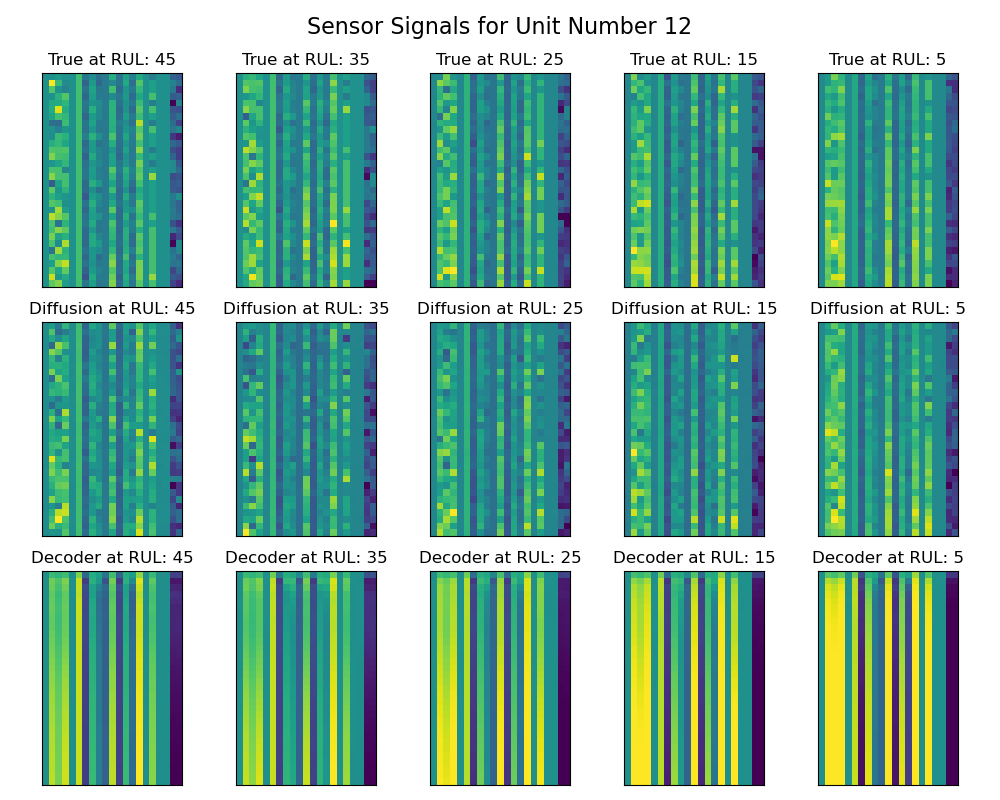 Sensor Signals for Unit Number 12
True at RUL: 45
True at RUL: 35
True at RUL: 25
True at RUL: 15
True at RUL: 5
Diffusion at RUL: 45
Diffusion at RUL: 35
Diffusion at RUL: 25
Diffusion at RUL: 15
Diffusion at RUL: 5
Decoder at RUL: 45
Decoder at RUL: 35
Decoder at RUL: 25
Decoder at RUL: 15
Decoder at RUL: 5